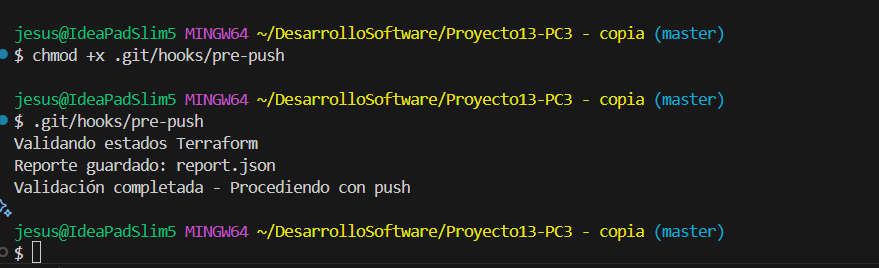 jesus@IdeaPadSlim5 MINGW64 ~/DesarrolloSoftware/Proyecto13-PC3 - copia (master)
$ chmod +x .git/hooks/pre-push
jesus@IdeaPadSlim5 MINGW64 ~/DesarrolloSoftware/Proyecto13-PC3 - copia (master)
$ .git/hooks/pre-push
Validando estados Terraform
Reporte guardado: report.json
Validación completada - Procediendo con push
jesus@IdeaPadSlim5 MINGW64 ~/DesarrolloSoftware/Proyecto13-PC3 - copia (master)
$